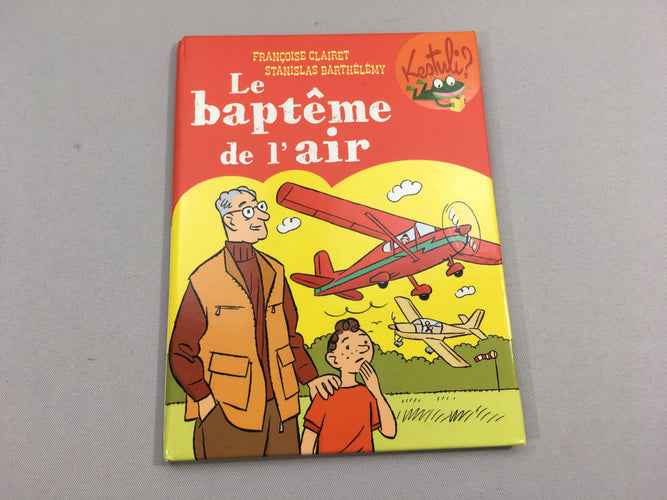 FRANÇOISE CLAIRET
STANISLAS BARTHÉLÉMY
Kestuli?
Le
baptême
de l'air